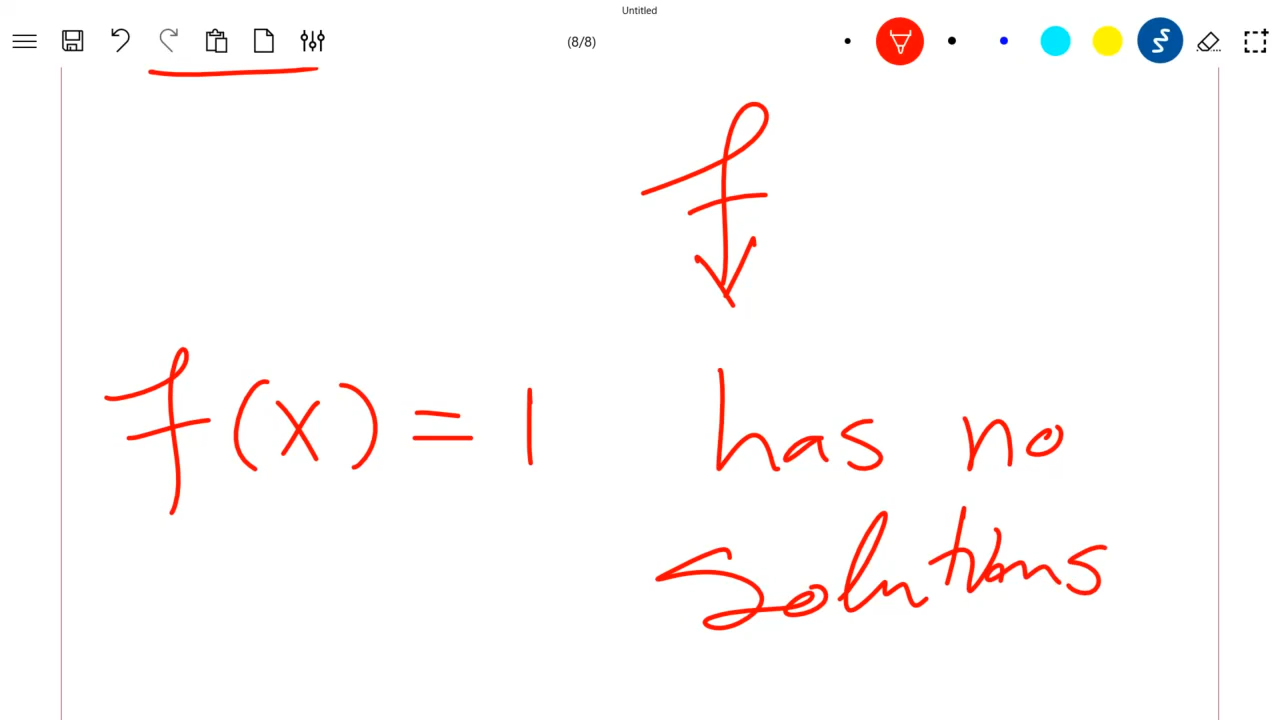 Untitled
(8/8)
f
f(x) = 1 has no
solutions